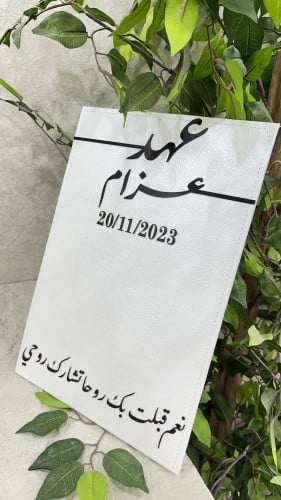 عهد
عزام
20/11/2023
نعم قبلت بك روحا تشارك روحي